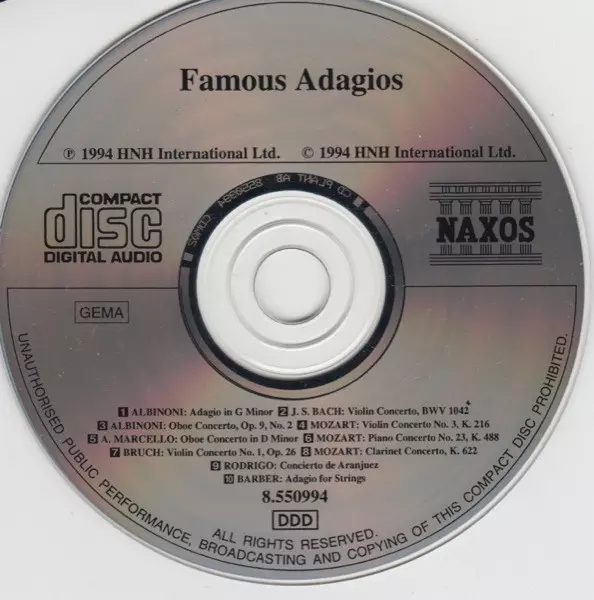 Famous Adagios
℗ 1994 HNH International Ltd. © 1994 HNH International Ltd.
COMPACT
disc
DIGITAL AUDIO
CD PLANT AB 8550994
NAXOS
GEMA
1 ALBINONI: Adagio in G Minor 2 J. S. BACH: Violin Concerto, BWV 1042
3 ALBINONI: Oboe Concerto, Op. 9, No. 2 4 MOZART: Violin Concerto No. 3, K. 216
5 A. MARCELLO: Oboe Concerto in D Minor 6 MOZART: Piano Concerto No. 23, K. 488
7 BRUCH: Violin Concerto No. 1, Op. 26 8 MOZART: Clarinet Concerto, K. 622
9 RODRIGO: Concierto de Aranjuez
10 BARBER: Adagio for Strings
8.550994
DDD
ALL RIGHTS RESERVED.
UNAUTHORISED PUBLIC PERFORMANCE, BROADCASTING AND COPYING OF THIS COMPACT DISC PROHIBITED.